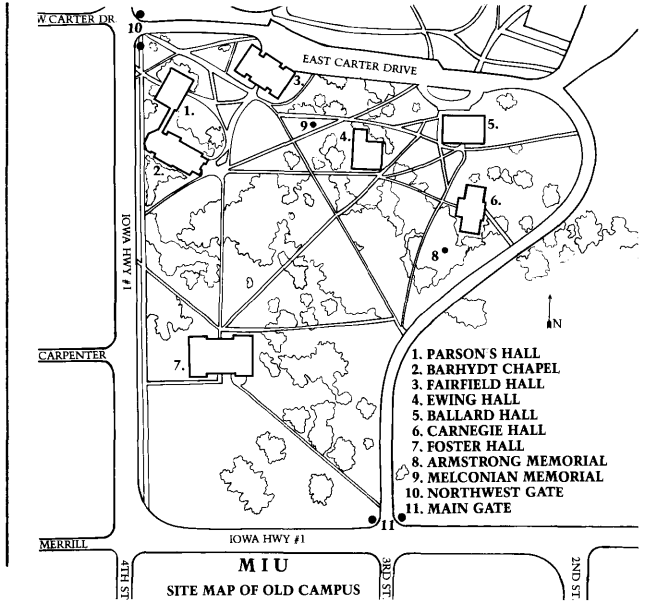 W CARTER DR
10
EAST CARTER DRIVE
3.
1.
9
4.
5.
2.
6.
IOWA HWY #1
8
N
CARPENTER
7.
1. PARSON'S HALL
2. BARHYDT CHAPEL
3. FAIRFIELD HALL
4. EWING HALL
5. BALLARD HALL
6. CARNEGIE HALL
7. FOSTER HALL
8. ARMSTRONG MEMORIAL
9. MELCONIAN MEMORIAL
10. NORTHWEST GATE
11. MAIN GATE
11
IOWA HWY #1
MERRILL
4TH ST.
MIU
3RD ST.
2ND ST.
SITE MAP OF OLD CAMPUS